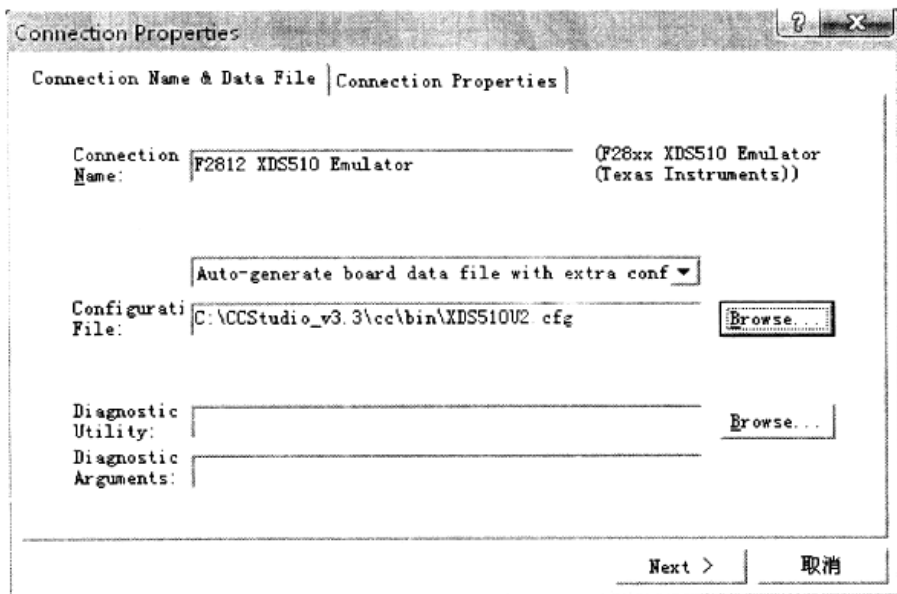 Connection Properties
Connection Name & Data File
Connection Properties
Connection Name:
F2812 XDS510 Emulator
(F28xx XDS510 Emulator
(Texas Instruments))
Auto-generate board data file with extra conf
Configurati
File:
C:\CCStudio_v3.3\cc\bin\XDS510U2.cfg
Browse...
Diagnostic
Utility:
Browse...
Diagnostic
Arguments:
Next >
取消